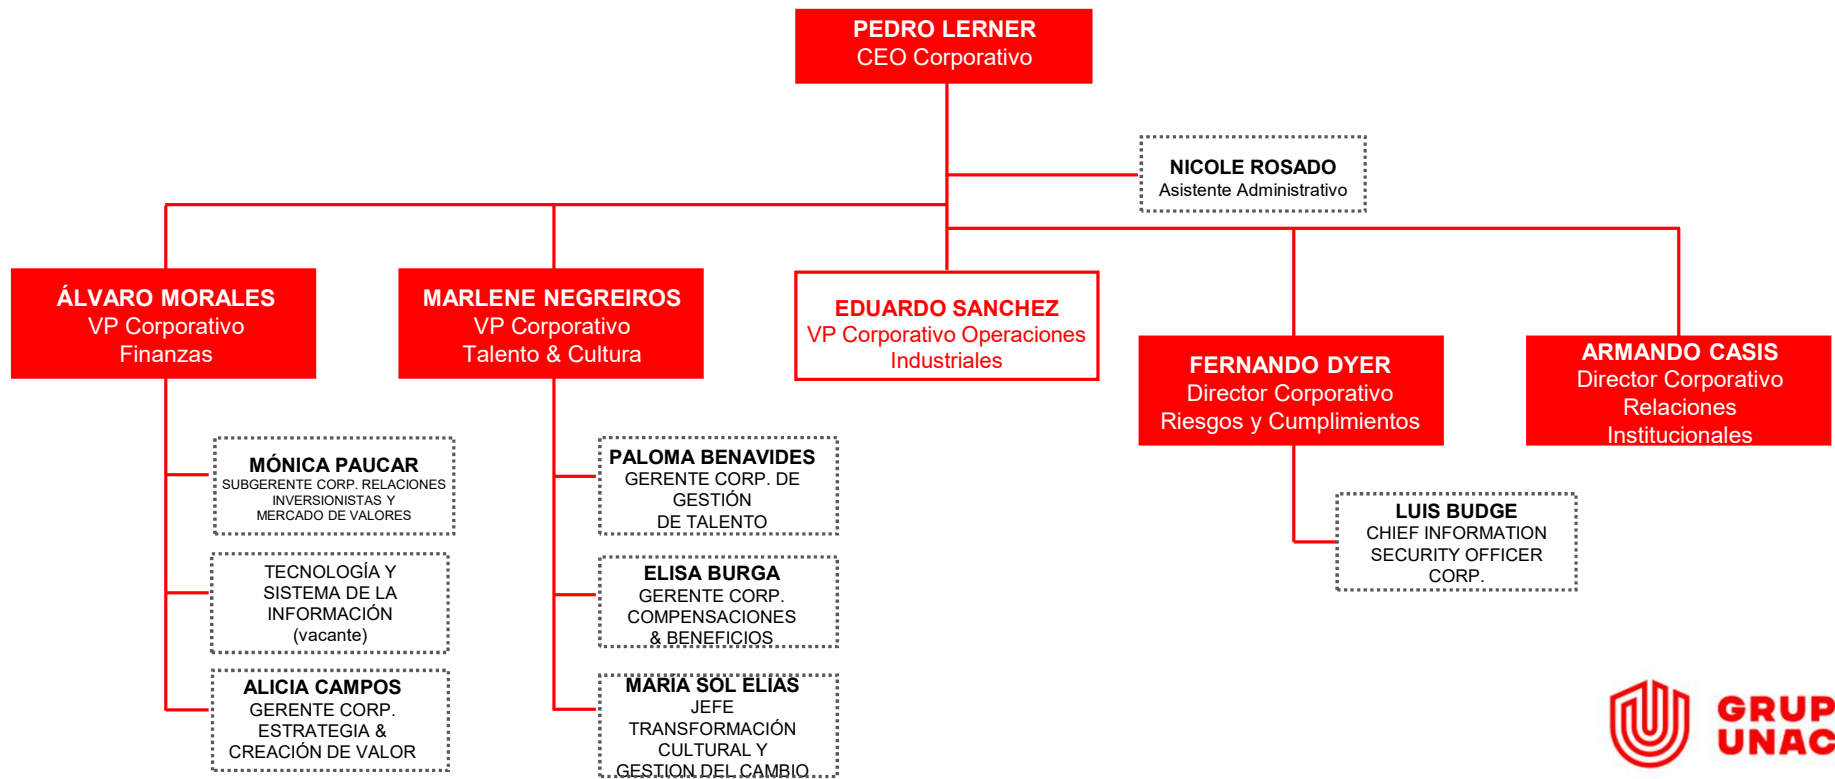 PEDRO LERNER
CEO Corporativo
NICOLE ROSADO
Asistente Administrativo
ÁLVARO MORALES
VP Corporativo
Finanzas
MARLENE NEGREIROS
VP Corporativo
Talento & Cultura
EDUARDO SANCHEZ
VP Corporativo Operaciones
Industriales
FERNANDO DYER
Director Corporativo
Riesgos y Cumplimientos
ARMANDO CASIS
Director Corporativo
Relaciones
Institucionales
MÓNICA PAUCAR
SUBGERENTE CORP. RELACIONES
INVERSIONISTAS Y
MERCADO DE VALORES
TECNOLOGÍA Y
SISTEMA DE LA
INFORMACIÓN
(vacante)
ALICIA CAMPOS
GERENTE CORP.
ESTRATEGIA &
CREACIÓN DE VALOR
PALOMA BENAVIDES
GERENTE CORP. DE
GESTIÓN
DE TALENTO
ELISA BURGA
GERENTE CORP.
COMPENSACIONES
& BENEFICIOS
MARÍA SOL ELÍAS
JEFE
TRANSFORMACIÓN
CULTURAL Y
GESTION DEL CAMBIO
LUIS BUDGE
CHIEF INFORMATION
SECURITY OFFICER
CORP.
GRUP
UNAC